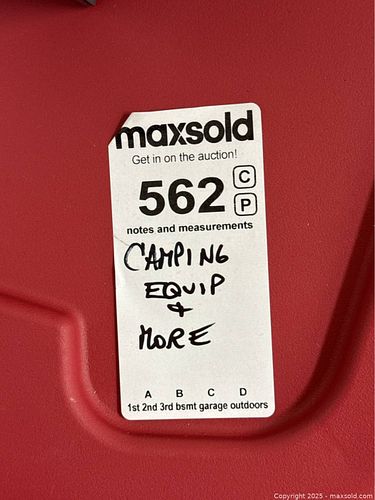 maxsold
Get in on the auction!
562 C
P
notes and measurements
CAMPING
EQUIP
+
MORE
A B C D
1st 2nd 3rd bsmt garage outdoors
Copyright 2025 - maxsold.com